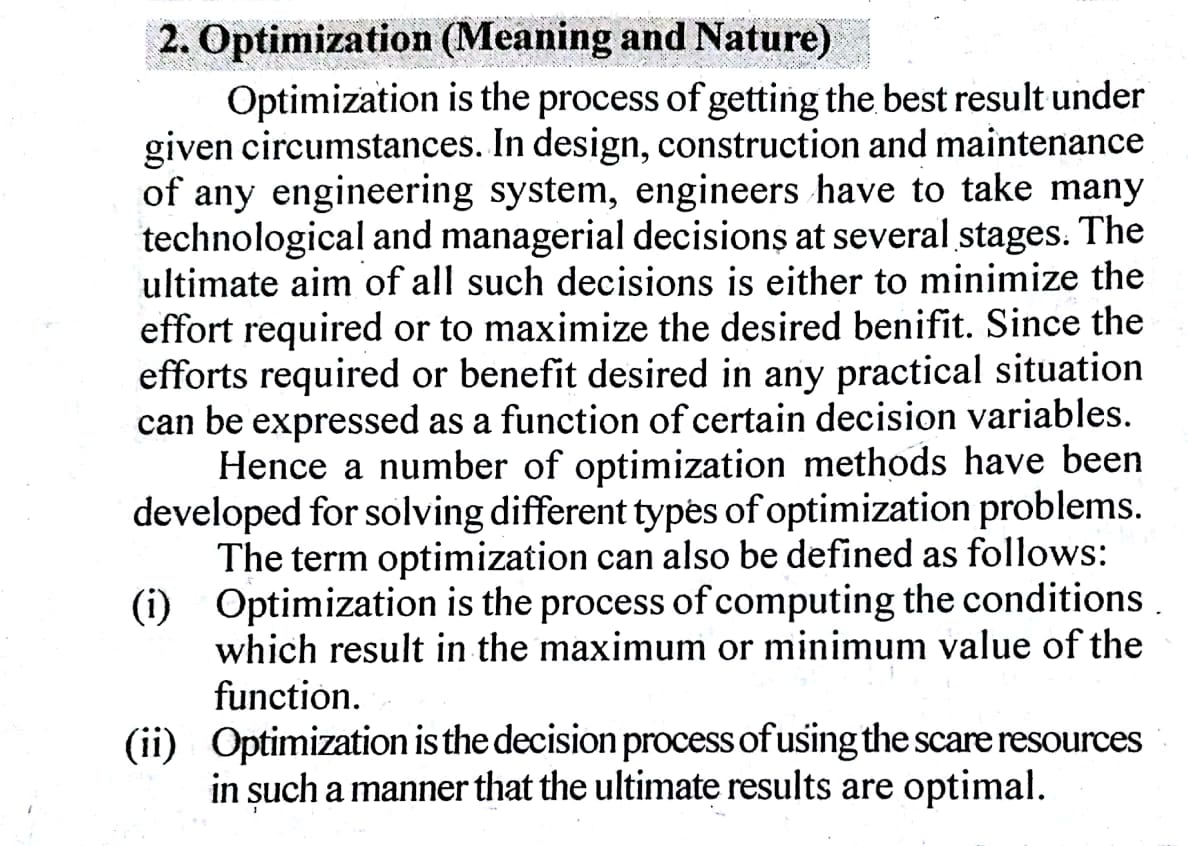 2. Optimization (Meaning and Nature)
Optimization is the process of getting the best result under
given circumstances. In design, construction and maintenance
of any engineering system, engineers have to take many
technological and managerial decisions at several stages. The
ultimate aim of all such decisions is either to minimize the
effort required or to maximize the desired benifit. Since the
efforts required or benefit desired in any practical situation
can be expressed as a function of certain decision variables.
Hence a number of optimization methods have been
developed for solving different types of optimization problems.
The term optimization can also be defined as follows:
(i) Optimization is the process of computing the conditions
which result in the maximum or minimum value of the
function.
(ii) Optimization is the decision process of using the scare resources
in such a manner that the ultimate results are optimal.